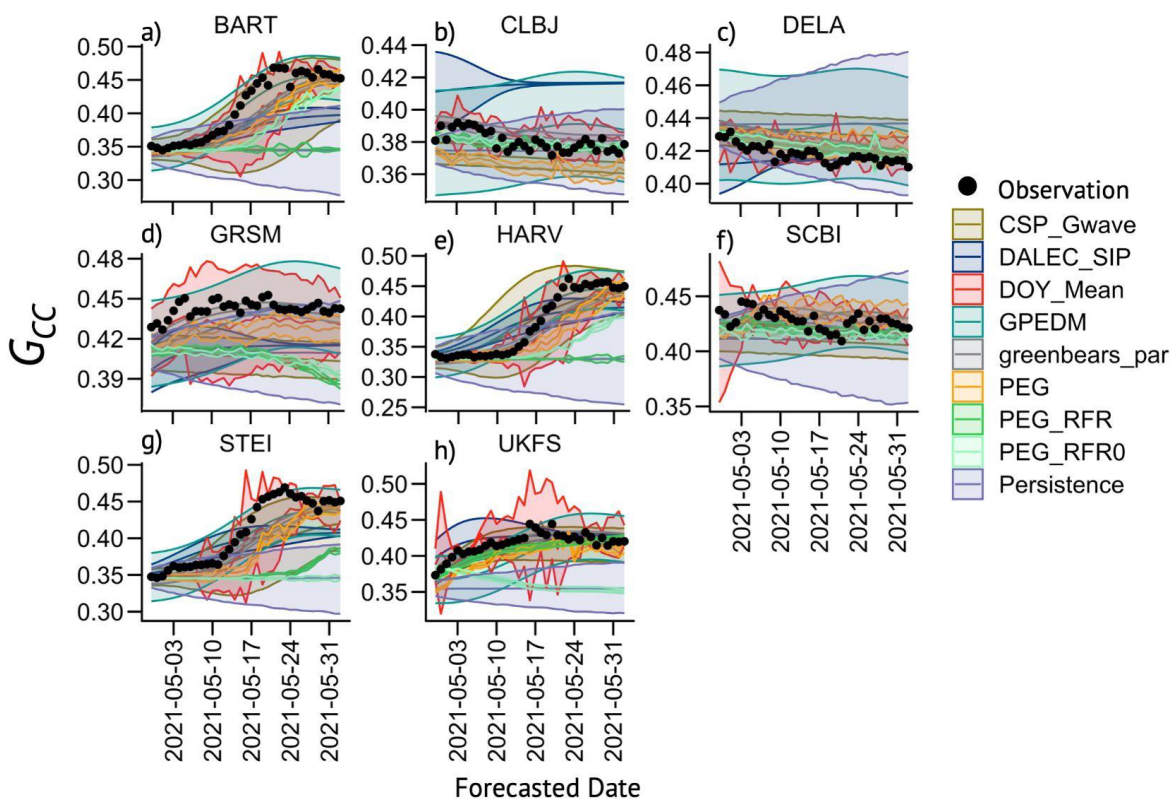 a) BART
b) CLBJ
c) DELA
0.50
0.45
0.40
0.35
0.30
0.44
0.42
0.40
0.38
0.36
0.48
0.46
0.44
0.42
0.40
d) GRSM
e) HARV
f) SCBI
0.48
0.45
0.42
0.39
0.50
0.45
0.40
0.35
0.30
0.25
0.45
0.40
0.35
g) STEI
h) UKFS
0.50
0.45
0.40
0.35
0.30
0.50
0.45
0.40
0.35
GCC
2021-05-03
2021-05-10
2021-05-17
2021-05-24
2021-05-31
2021-05-03
2021-05-10
2021-05-17
2021-05-24
2021-05-31
2021-05-03
2021-05-10
2021-05-17
2021-05-24
2021-05-31
Forecasted Date
Observation
CSP_Gwave
DALEC_SIP
DOY_Mean
GPEDM
greenbears_par
PEG
PEG_RFR
PEG_RFR0
Persistence